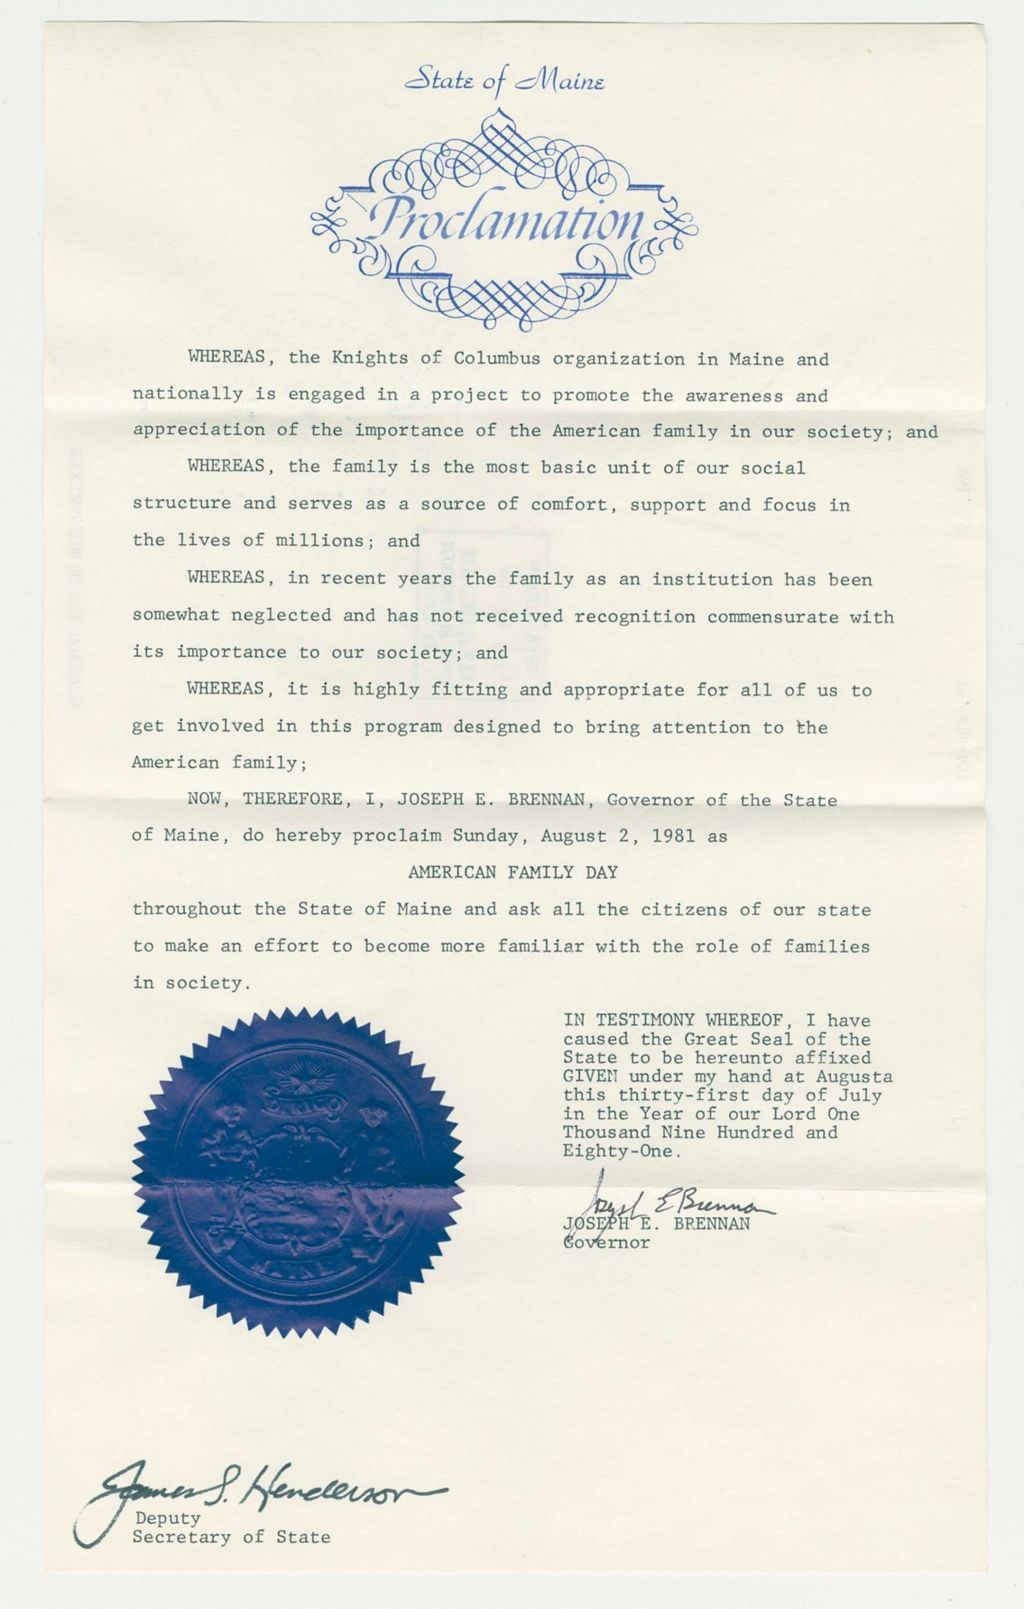 State of Maine
Proclamation
WHEREAS, the Knights of Columbus organization in Maine and
nationally is engaged in a project to promote the awareness and
appreciation of the importance of the American family in our society; and
WHEREAS, the family is the most basic unit of our social
structure and serves as a source of comfort, support and focus in
the lives of millions; and
WHEREAS, in recent years the family as an institution has been
somewhat neglected and has not received recognition commensurate with
its importance to our society; and
WHEREAS, it is highly fitting and appropriate for all of us to
get involved in this program designed to bring attention to the
American family;
NOW, THEREFORE, I, JOSEPH E. BRENNAN, Governor of the State
of Maine, do hereby proclaim Sunday, August 2, 1981 as
AMERICAN FAMILY DAY
throughout the State of Maine and ask all the citizens of our state
to make an effort to become more familiar with the role of families
in society.
IN TESTIMONY WHEREOF, I have
caused the Great Seal of the
State to be hereunto affixed
GIVEN under my hand at Augusta
this thirty-first day of July
in the Year of our Lord One
Thousand Nine Hundred and
Eighty-One.
Joseph E Brennan
JOSEPH E. BRENNAN
Governor
MAINE
James S. Henderson
Deputy
Secretary of State